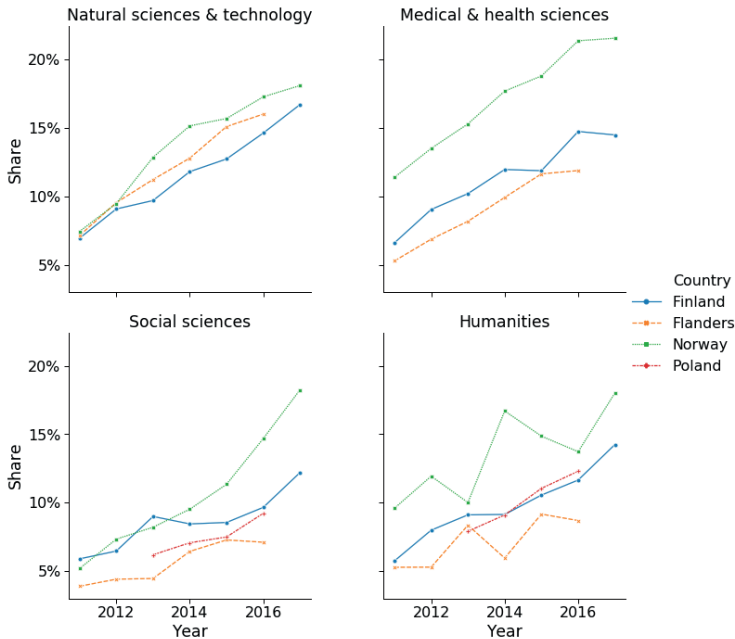 Natural sciences & technology
Medical & health sciences
20%
15%
10%
5%
Share
Country
Finland
Flanders
Norway
Poland
Social sciences
Humanities
20%
15%
10%
5%
Share
2012 2014 2016
Year
2012 2014 2016
Year